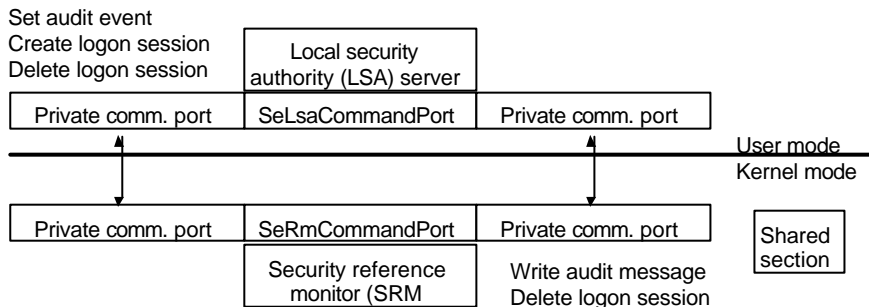 Set audit event
Create logon session
Delete logon session
Local security
authority (LSA) server
Private comm. port
SeLsaCommandPort
Private comm. port
User mode
Kernel mode
Private comm. port
SeRmCommandPort
Private comm. port
Shared
section
Security reference
monitor (SRM
Write audit message
Delete logon session